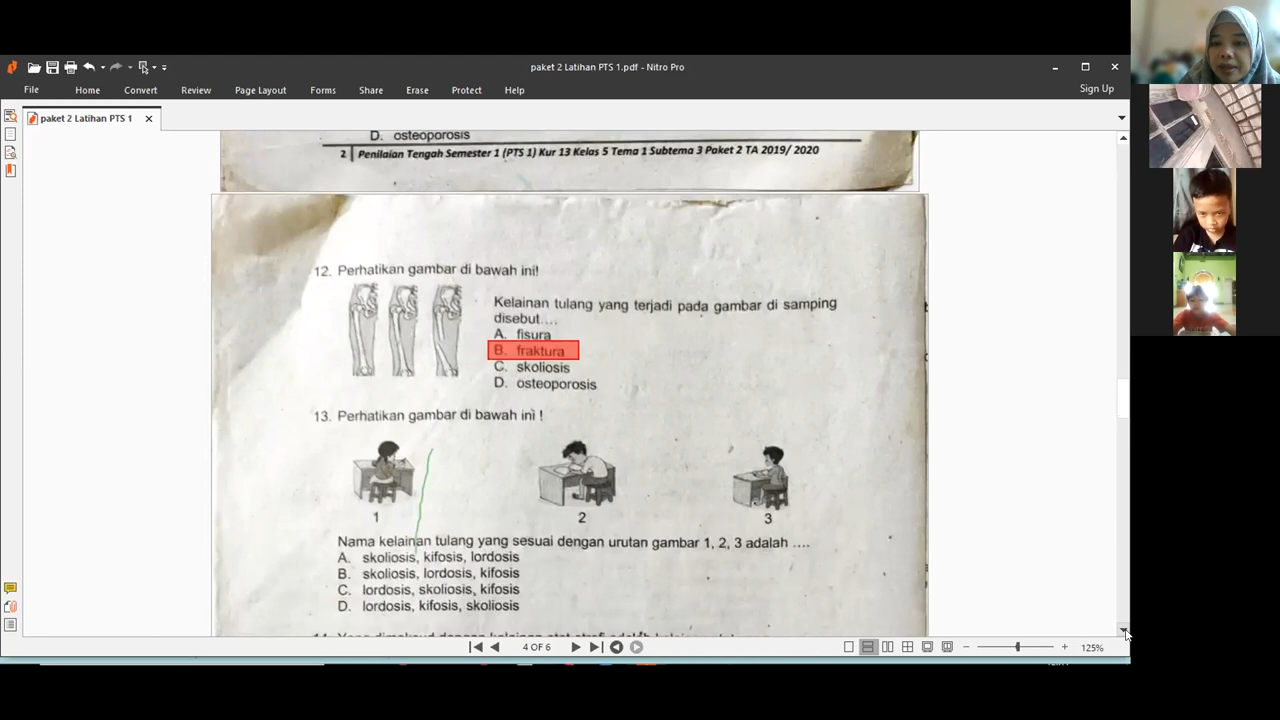 paket 2 Latihan PTS 1.pdf - Nitro Pro
File Home Convert Review Page Layout Forms Share Erase Protect Help Sign Up
paket 2 Latihan PTS 1
D. osteoporosis
2 | Penilaian Tengah Semester 1 (PTS 1) Kur 13 Kelas 5 Tema 1 Subtema 3 Paket 2 TA 2019/ 2020
12. Perhatikan gambar di bawah ini!
Kelainan tulang yang terjadi pada gambar di samping
disebut....
A. fisura
B. fraktura
C. skoliosis
D. osteoporosis
13. Perhatikan gambar di bawah ini !
1 2 3
Nama kelainan tulang yang sesuai dengan urutan gambar 1, 2, 3 adalah ....
A. skoliosis, kifosis, lordosis
B. skoliosis, lordosis, kifosis
C. lordosis, skoliosis, kifosis
D. lordosis, kifosis, skoliosis
4 OF 6
125%